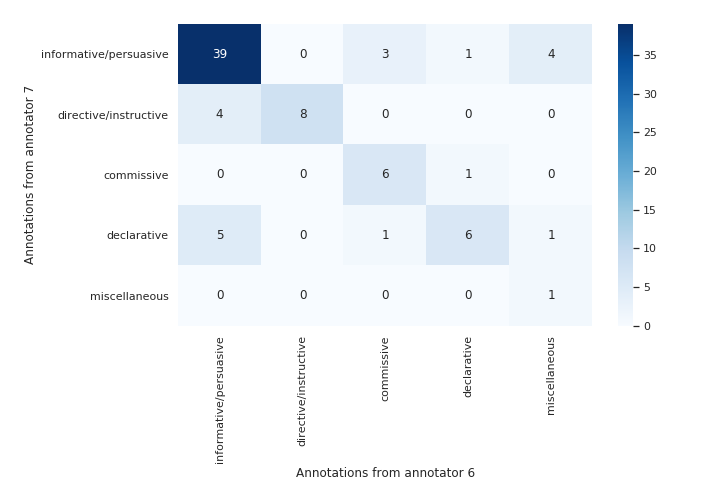 informative/persuasive 39 0 3 1 4
directive/instructive 4 8 0 0 0
commissive 0 0 6 1 0
declarative 5 0 1 6 1
miscellaneous 0 0 0 0 1
Annotations from annotator 7
informative/persuasive
directive/instructive
commissive
declarative
miscellaneous
Annotations from annotator 6
35
30
25
20
15
10
5
0